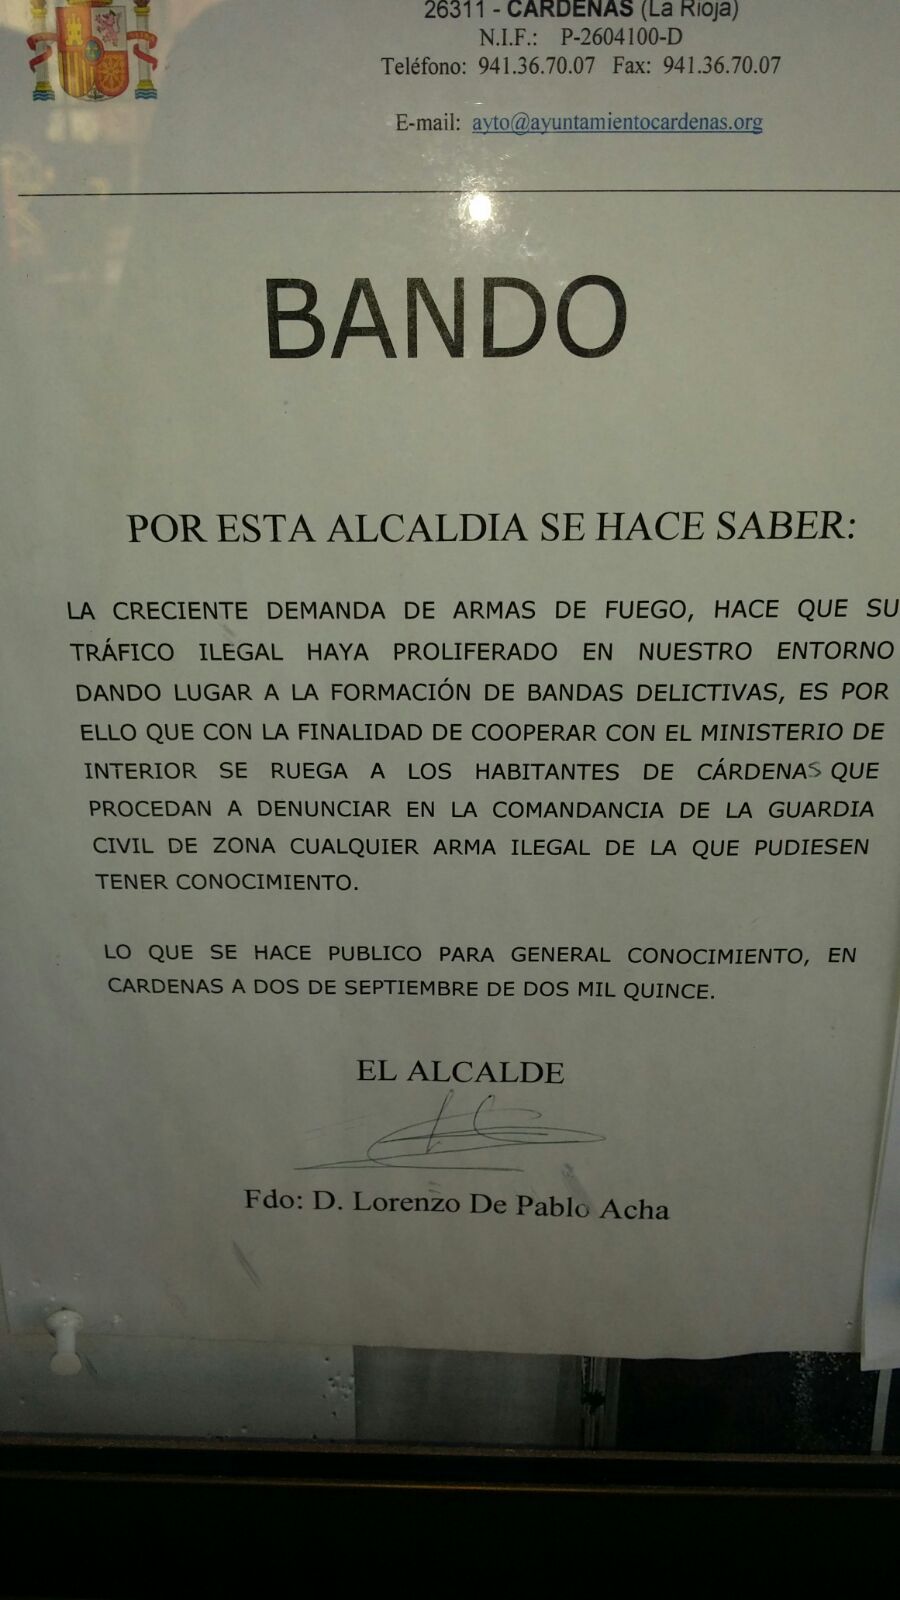 26311 - CARDENAS (La Rioja)
N.I.F.: P-2604100-D
Teléfono: 941.36.70.07 Fax: 941.36.70.07
E-mail: ayto@ayuntamientocardenas.org
BANDO
POR ESTA ALCALDIA SE HACE SABER:
LA CRECIENTE DEMANDA DE ARMAS DE FUEGO, HACE QUE SU
TRÁFICO ILEGAL HAYA PROLIFERADO EN NUESTRO ENTORNO
DANDO LUGAR A LA FORMACIÓN DE BANDAS DELICTIVAS, ES POR
ELLO QUE CON LA FINALIDAD DE COOPERAR CON EL MINISTERIO DE
INTERIOR SE RUEGA A LOS HABITANTES DE CÁRDENAS QUE
PROCEDAN A DENUNCIAR EN LA COMANDANCIA DE LA GUARDIA
CIVIL DE ZONA CUALQUIER ARMA ILEGAL DE LA QUE PUDIESEN
TENER CONOCIMIENTO.
LO QUE SE HACE PUBLICO PARA GENERAL CONOCIMIENTO, EN
CARDENAS A DOS DE SEPTIEMBRE DE DOS MIL QUINCE.
EL ALCALDE
Fdo: D. Lorenzo De Pablo Acha